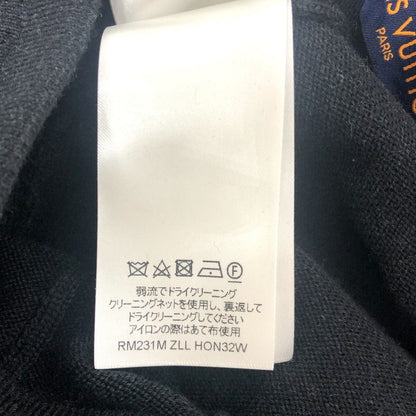 S VUITTO
PARIS
F
弱流でドライクリーニング
クリーニングネットを使用し、裏返して
ドライクリーニングしてください
アイロンの際はあて布使用
RM231M ZLL HON32W